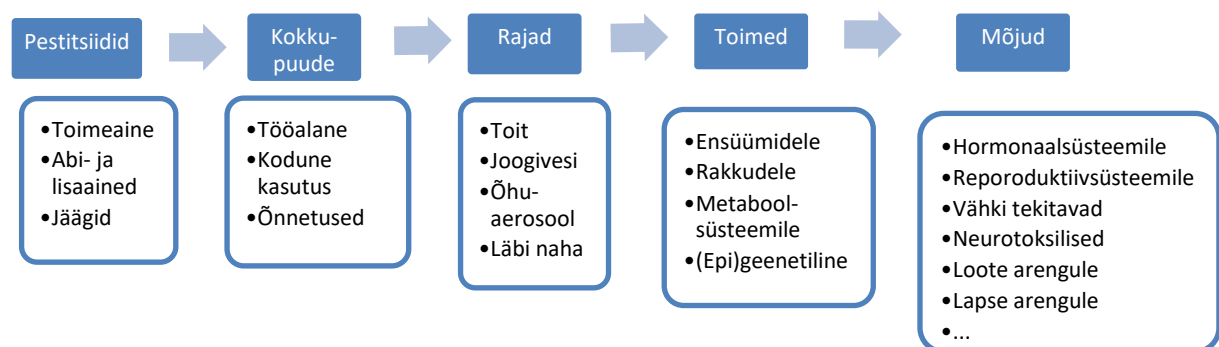 Pestitsiidid
Kokku-
puude
Rajad
Toimed
Mõjud
•Toimeaine
•Abi- ja
lisaained
•Jäägid
•Tööalane
•Kodune
kasutus
•Õnnetused
•Toit
•Joogivesi
•Õhu-
aerosool
•Läbi naha
•Ensüümidele
•Rakkudele
•Metabool-
süsteemile
•(Epi)geenetiline
•Hormonaalsüsteemile
•Reporoduktiivsüsteemile
•Vähki tekitavad
•Neurotoksilised
•Loote arengule
•Lapse arengule
•...